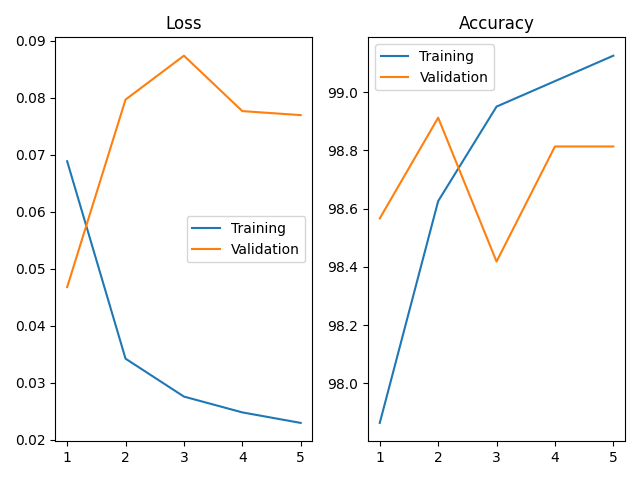 Loss
0.09
0.08
0.07
0.06
0.05
0.04
0.03
0.02
1 2 3 4 5
Training
Validation
Accuracy
99.0
98.8
98.6
98.4
98.2
98.0
1 2 3 4 5
Training
Validation